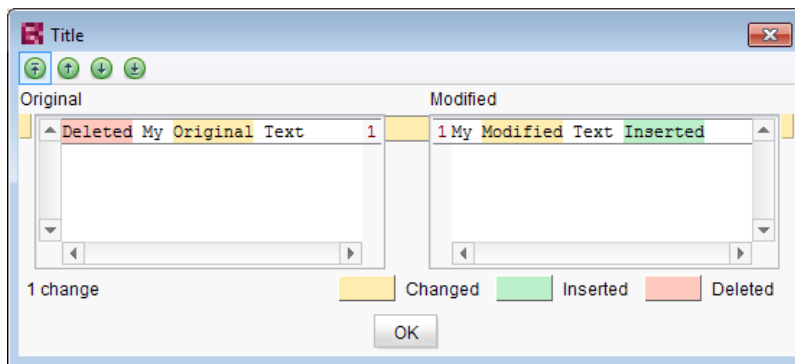 Title
Original Modified
Deleted My Original Text 1 1 My Modified Text Inserted
1 change Changed Inserted Deleted
OK